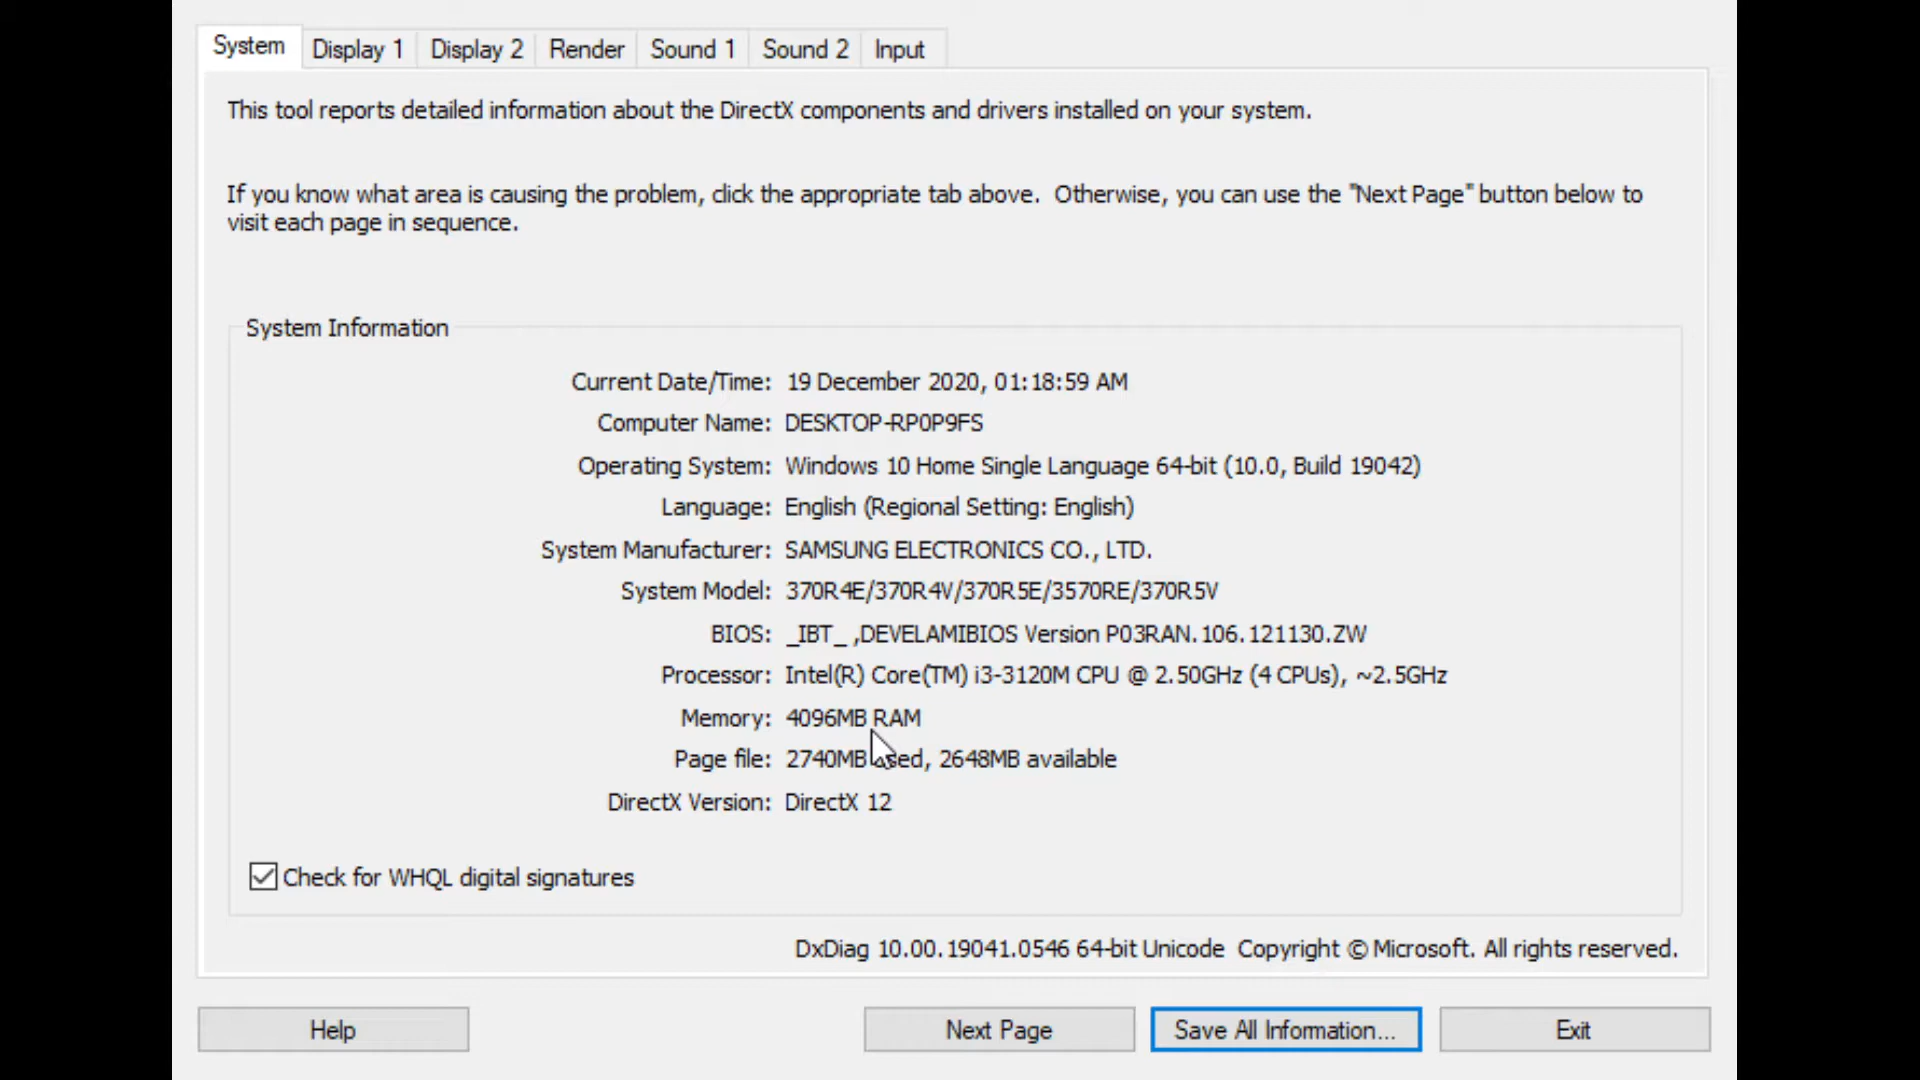 System Display 1 Display 2 Render Sound 1 Sound 2 Input
This tool reports detailed information about the DirectX components and drivers installed on your system.
If you know what area is causing the problem, click the appropriate tab above.  Otherwise, you can use the "Next Page" button below to
visit each page in sequence.
System Information
Current Date/Time: 19 December 2020, 01:18:59 AM
Computer Name: DESKTOP-RP0P9FS
Operating System: Windows 10 Home Single Language 64-bit (10.0, Build 19042)
Language: English (Regional Setting: English)
System Manufacturer: SAMSUNG ELECTRONICS CO., LTD.
System Model: 370R4E/370R4V/370R5E/3570RE/370R5V
BIOS: _IBT_ ,DEVELAMIBIOS Version P03RAN.106.121130.ZW
Processor: Intel(R) Core(TM) i3-3120M CPU @ 2.50GHz (4 CPUs), ~2.5GHz
Memory: 4096MB RAM
Page file: 2740MB used, 2648MB available
DirectX Version: DirectX 12
Check for WHQL digital signatures
DxDiag 10.00.19041.0546 64-bit Unicode  Copyright © Microsoft. All rights reserved.
Help Next Page Save All Information... Exit